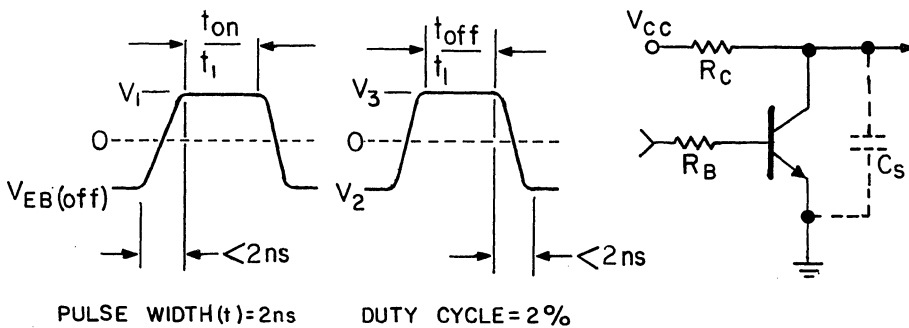 t_on
t_1
V_1
0
V_EB(off)
<2ns
t_off
t_1
V_3
0
V_2
<2ns
V_CC
R_C
R_B
C_S
PULSE WIDTH(t)=2ns
DUTY CYCLE=2%